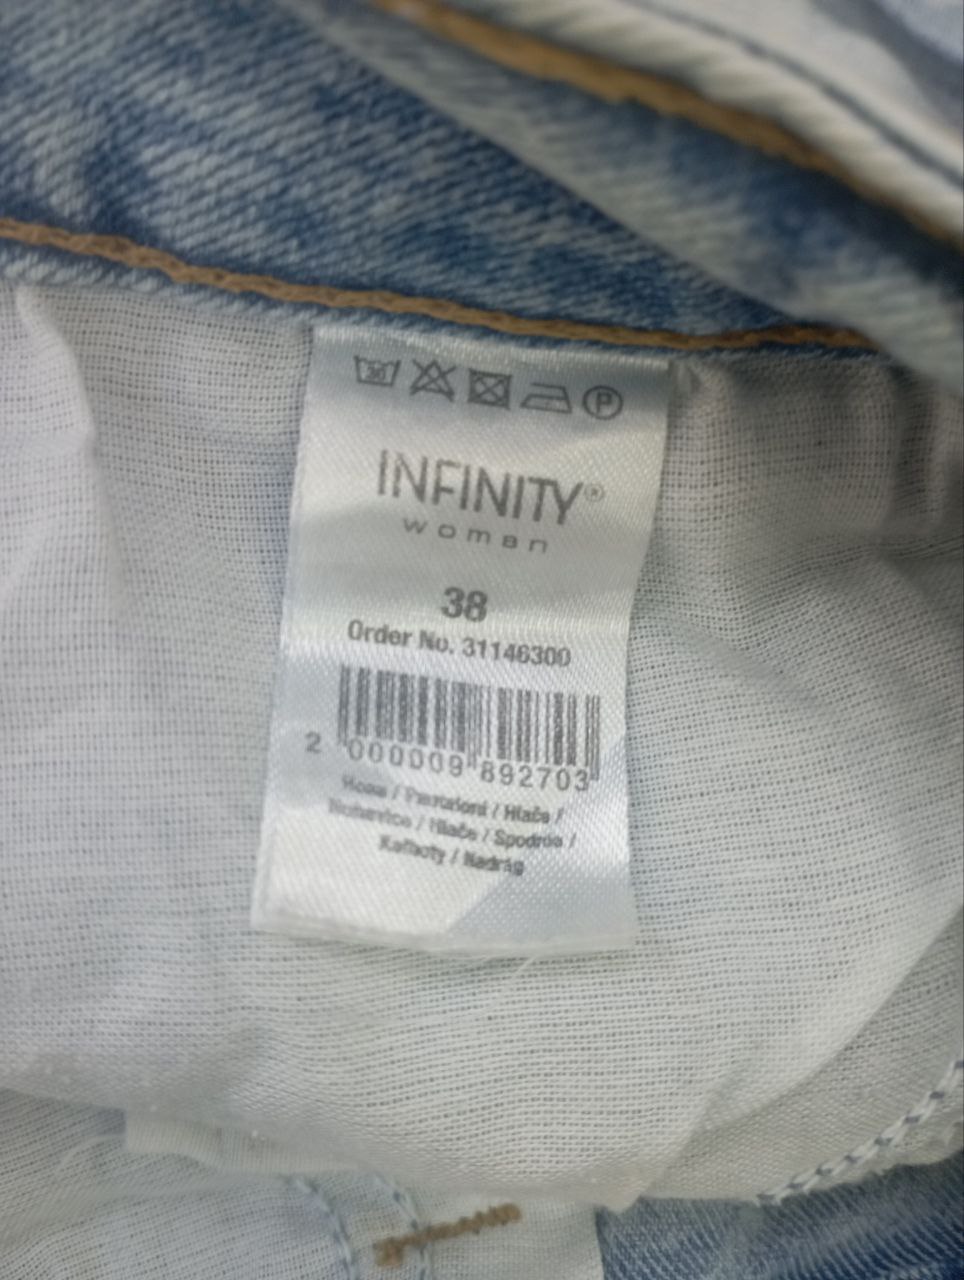 INFINITY®
woman
38
Order No. 31146300
2 000009 892703
Hose / Pantaloni / Hlače /
Nohavice / Hlače / Spodnie /
Kalhoty / Nadrág